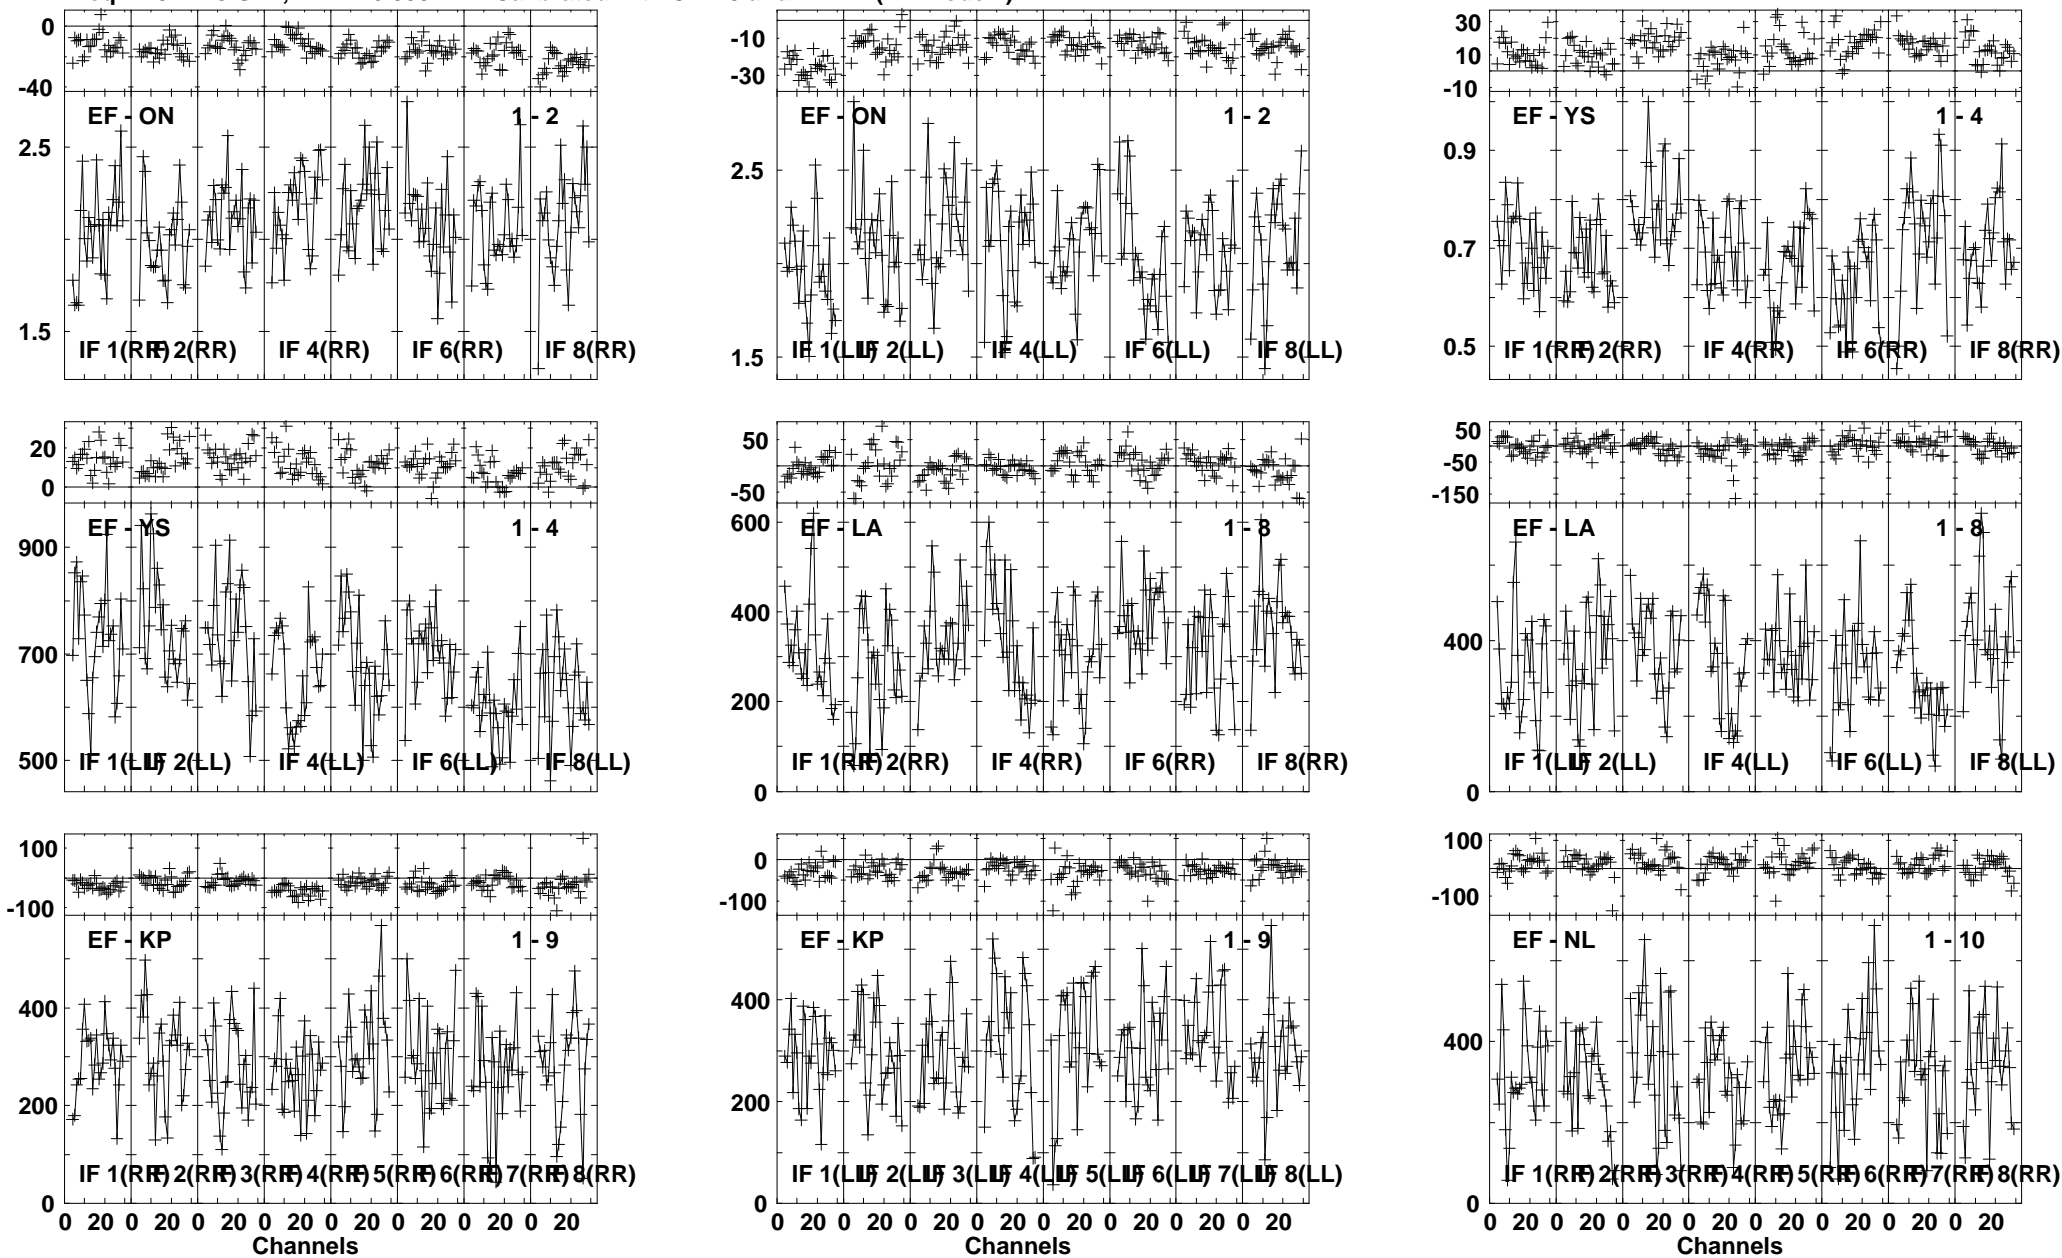 0
-40
EF - ON
1 - 2
2.5
1.5
IF 1(RR)
IF 2(RR)
IF 4(RR)
IF 6(RR)
IF 8(RR)
-10
-30
EF - ON
1 - 2
2.5
1.5
IF 1(LL)
IF 2(LL)
IF 4(LL)
IF 6(LL)
IF 8(LL)
30
10
-10
EF - YS
1 - 4
0.9
0.7
0.5
IF 1(RR)
IF 2(RR)
IF 4(RR)
IF 6(RR)
IF 8(RR)
20
0
EF - YS
1 - 4
900
700
500
IF 1(LL)
IF 2(LL)
IF 4(LL)
IF 6(LL)
IF 8(LL)
50
-50
EF - LA
1 - 8
600
400
200
0
IF 1(RR)
IF 2(RR)
IF 4(RR)
IF 6(RR)
IF 8(RR)
50
-50
-150
EF - LA
1 - 8
400
0
IF 1(LL)
IF 2(LL)
IF 4(LL)
IF 6(LL)
IF 8(LL)
100
-100
EF - KP
1 - 9
400
200
0
IF 1(RR)
IF 2(RR)
IF 3(RR)
IF 4(RR)
IF 5(RR)
IF 6(RR)
IF 7(RR)
IF 8(RR)
0 20 0 20 0 20 0 20 0 20 0 20 0 20 0 20
Channels
0
-100
EF - KP
1 - 9
400
200
0
IF 1(LL)
IF 2(LL)
IF 3(LL)
IF 4(LL)
IF 5(LL)
IF 6(LL)
IF 7(LL)
IF 8(LL)
0 20 0 20 0 20 0 20 0 20 0 20 0 20 0 20
Channels
100
-100
EF - NL
1 - 10
400
0
IF 1(RR)
IF 2(RR)
IF 3(RR)
IF 4(RR)
IF 5(RR)
IF 6(RR)
IF 7(RR)
IF 8(RR)
0 20 0 20 0 20 0 20 0 20 0 20 0 20 0 20
Channels